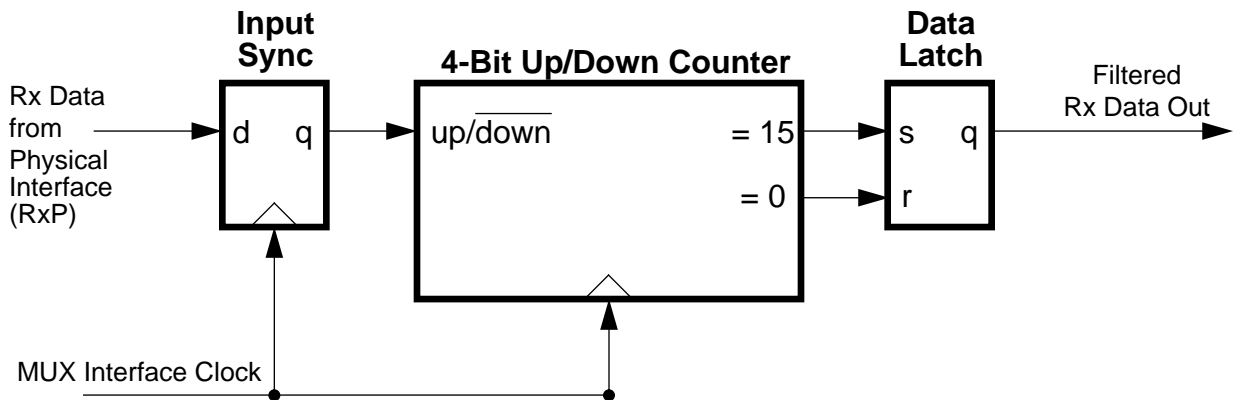 Input
Sync
4-Bit Up/Down Counter
Data
Latch
Rx Data
from
Physical
Interface
(RxP)
d q
up/down
= 15
= 0
s q
r
Filtered
Rx Data Out
MUX Interface Clock